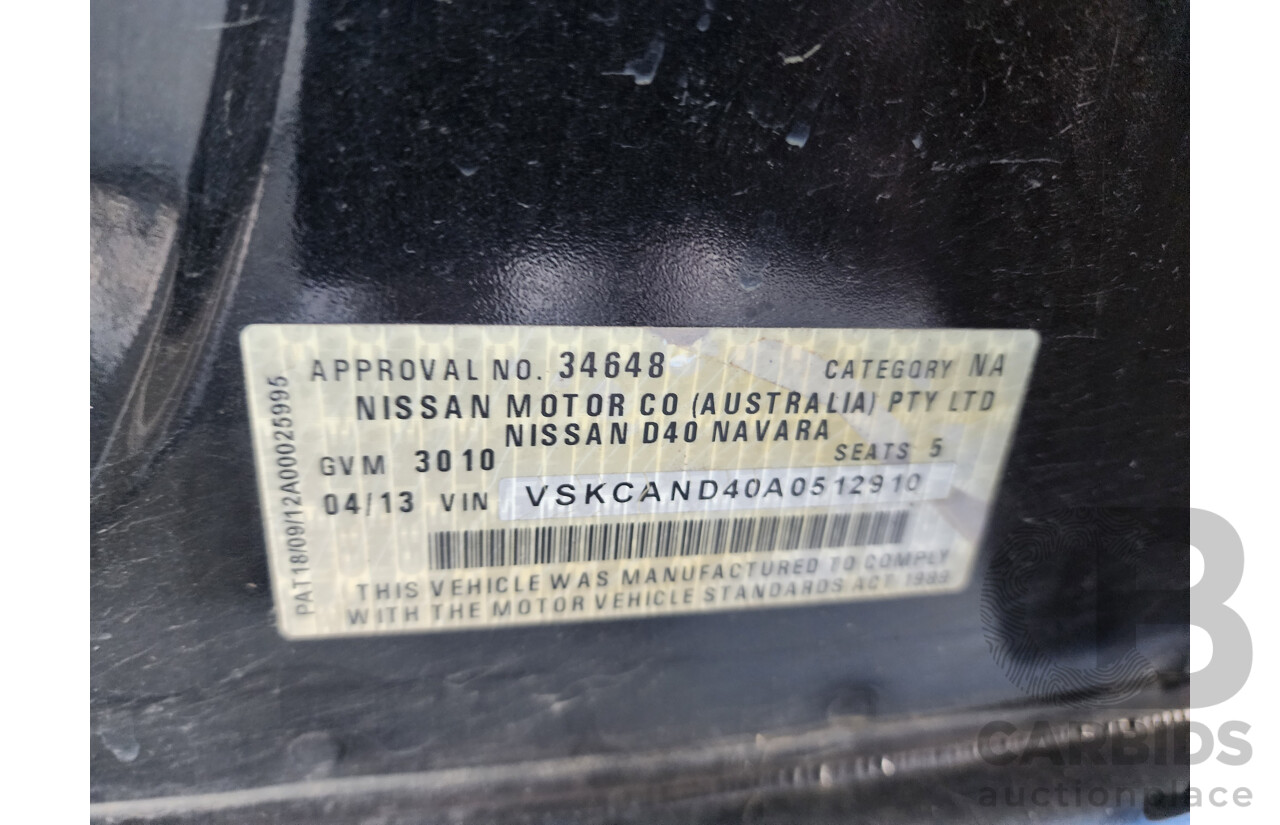 APPROVAL NO. 34648 CATEGORY NA
NISSAN MOTOR CO (AUSTRALIA) PTY LTD
NISSAN D40 NAVARA
GVM 3010 SEATS 5
04/13 VIN VSKCAND40A0512910
THIS VEHICLE WAS MANUFACTURED TO COMPLY
WITH THE MOTOR VEHICLE STANDARDS ACT 1989
PAT18/09/12A00025995
CB
CARBIDS
auctionplace